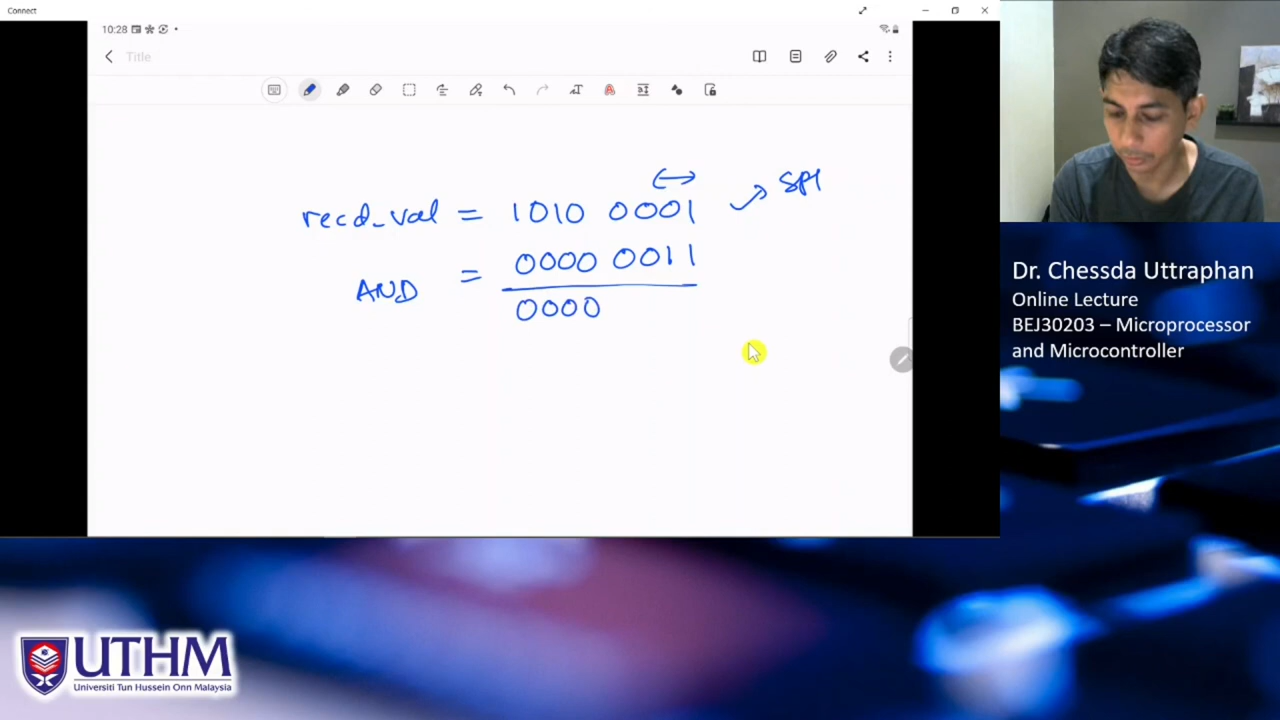 Connect
10:28
Title
recd_val = 1010 0001
SPI
AND = 0000 0011
0000
Dr. Chessda Uttraphan
Online Lecture
BEJ30203 – Microprocessor
and Microcontroller
UTHM
Universiti Tun Hussein Onn Malaysia